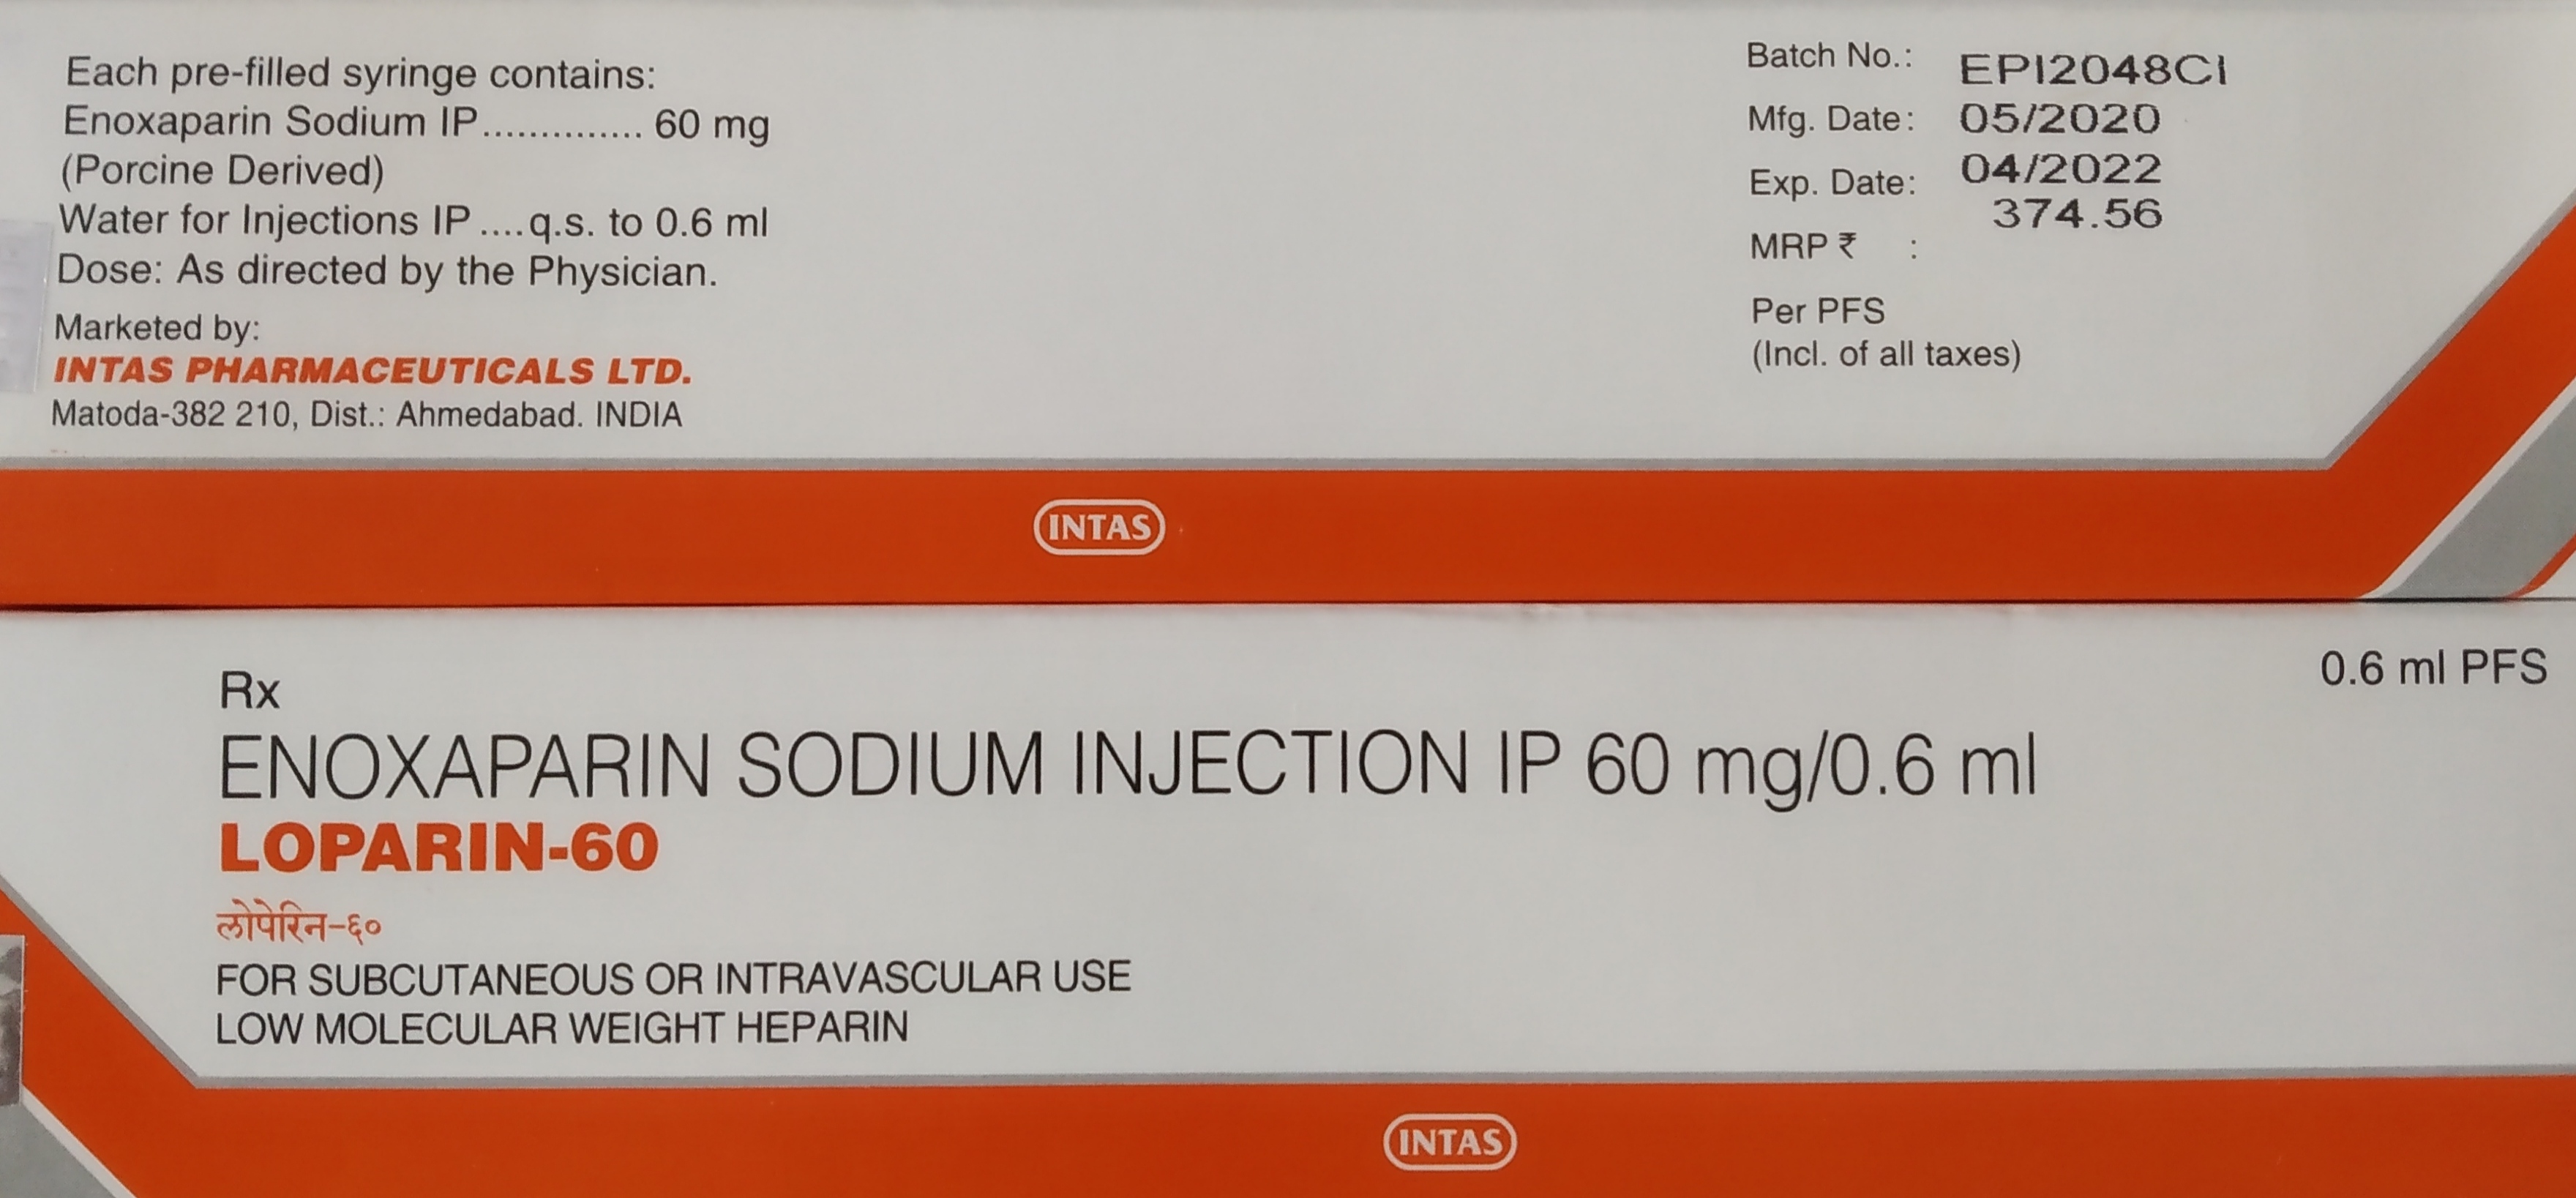 Each pre-filled syringe contains:
Enoxaparin Sodium IP.............. 60 mg
(Porcine Derived)
Water for Injections IP ....q.s. to 0.6 ml
Dose: As directed by the Physician.
Marketed by:
INTAS PHARMACEUTICALS LTD.
Matoda-382 210, Dist.: Ahmedabad. INDIA
Batch No.: EPI2048CI
Mfg. Date: 05/2020
Exp. Date: 04/2022
MRP ₹ : 374.56
Per PFS
(Incl. of all taxes)
INTAS
0.6 ml PFS
Rx
ENOXAPARIN SODIUM INJECTION IP 60 mg/0.6 ml
LOPARIN-60
लोपेरिन-६०
FOR SUBCUTANEOUS OR INTRAVASCULAR USE
LOW MOLECULAR WEIGHT HEPARIN
INTAS